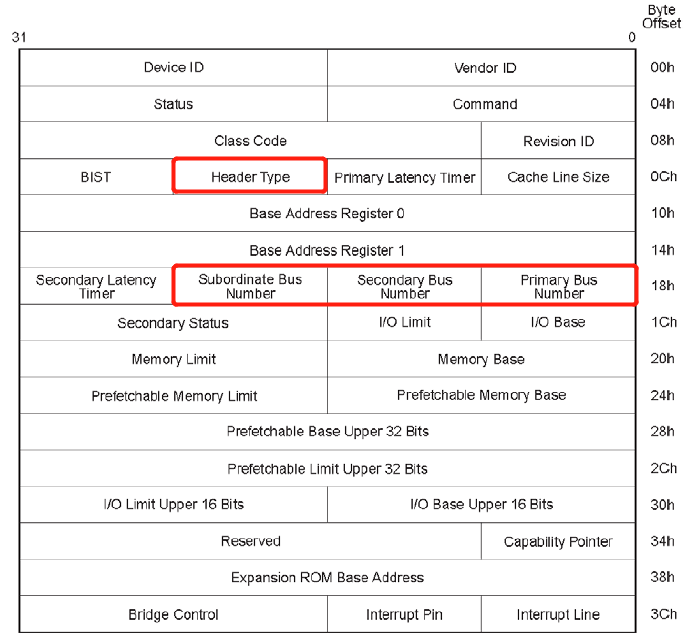 Byte
Offset
31 0
Device ID Vendor ID 00h
Status Command 04h
Class Code Revision ID 08h
BIST Header Type Primary Latency Timer Cache Line Size 0Ch
Base Address Register 0 10h
Base Address Register 1 14h
Secondary Latency Timer Subordinate Bus Number Secondary Bus Number Primary Bus Number 18h
Secondary Status I/O Limit I/O Base 1Ch
Memory Limit Memory Base 20h
Prefetchable Memory Limit Prefetchable Memory Base 24h
Prefetchable Base Upper 32 Bits 28h
Prefetchable Limit Upper 32 Bits 2Ch
I/O Limit Upper 16 Bits I/O Base Upper 16 Bits 30h
Reserved Capability Pointer 34h
Expansion ROM Base Address 38h
Bridge Control Interrupt Pin Interrupt Line 3Ch